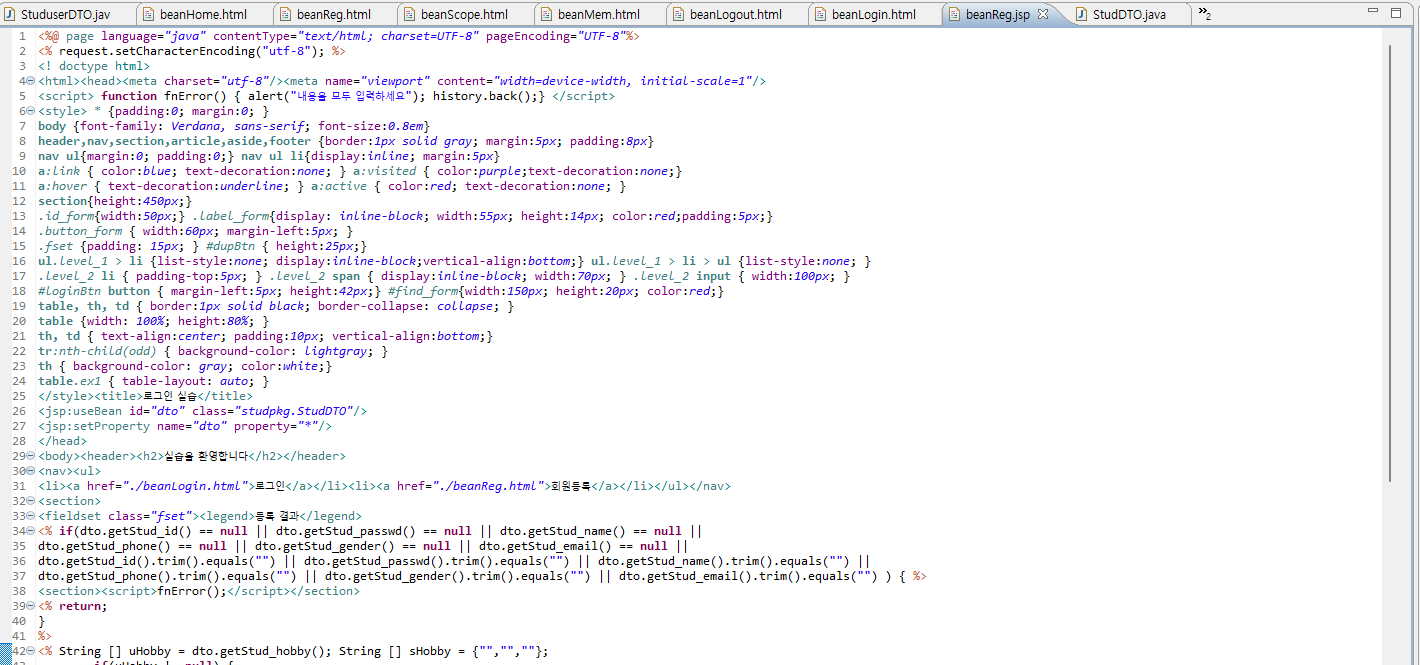 StuduserDTO.jav beanHome.html beanReg.html beanScope.html beanMem.html beanLogout.html beanLogin.html beanReg.jsp StudDTO.java »2
1 <%@ page language="java" contentType="text/html; charset=UTF-8" pageEncoding="UTF-8"%>
2 <% request.setCharacterEncoding("utf-8"); %>
3 <! doctype html>
4 <html><head><meta charset="utf-8"/><meta name="viewport" content="width=device-width, initial-scale=1"/>
5 <script> function fnError() { alert("내용을 모두 입력하세요"); history.back();} </script>
6 <style> * {padding:0; margin:0; }
7 body {font-family: Verdana, sans-serif; font-size:0.8em}
8 header,nav,section,article,aside,footer {border:1px solid gray; margin:5px; padding:8px}
9 nav ul{margin:0; padding:0;} nav ul li{display:inline; margin:5px}
10 a:link { color:blue; text-decoration:none; } a:visited { color:purple;text-decoration:none;}
11 a:hover { text-decoration:underline; } a:active { color:red; text-decoration:none; }
12 section{height:450px;}
13 .id_form{width:50px;} .label_form{display: inline-block; width:55px; height:14px; color:red;padding:5px;}
14 .button_form { width:60px; margin-left:5px; }
15 .fset {padding: 15px; } #dupBtn { height:25px;}
16 ul.level_1 > li {list-style:none; display:inline-block;vertical-align:bottom;} ul.level_1 > li > ul {list-style:none; }
17 .level_2 li { padding-top:5px; } .level_2 span { display:inline-block; width:70px; } .level_2 input { width:100px; }
18 #loginBtn button { margin-left:5px; height:42px;} #find_form{width:150px; height:20px; color:red;}
19 table, th, td { border:1px solid black; border-collapse: collapse; }
20 table {width: 100%; height:80%; }
21 th, td { text-align:center; padding:10px; vertical-align:bottom;}
22 tr:nth-child(odd) { background-color: lightgray; }
23 th { background-color: gray; color:white;}
24 table.ex1 { table-layout: auto; }
25 </style><title>로그인 실습</title>
26 <jsp:useBean id="dto" class="studpkg.StudDTO"/>
27 <jsp:setProperty name="dto" property="*"/>
28 </head>
29 <body><header><h2>실습을 환영합니다</h2></header>
30 <nav><ul>
31 <li><a href="./beanLogin.html">로그인</a></li><li><a href="./beanReg.html">회원등록</a></li></ul></nav>
32 <section>
33 <fieldset class="fset"><legend>등록 결과</legend>
34 <% if(dto.getStud_id() == null || dto.getStud_passwd() == null || dto.getStud_name() == null ||
35 dto.getStud_phone() == null || dto.getStud_gender() == null || dto.getStud_email() == null ||
36 dto.getStud_id().trim().equals("") || dto.getStud_passwd().trim().equals("") || dto.getStud_name().trim().equals("") ||
37 dto.getStud_phone().trim().equals("") || dto.getStud_gender().trim().equals("") || dto.getStud_email().trim().equals("") ) { %>
38 <section><script>fnError();</script></section>
39 <% return;
40 }
41 %>
42 <% String [] uHobby = dto.getStud_hobby(); String [] sHobby = {"","",""};